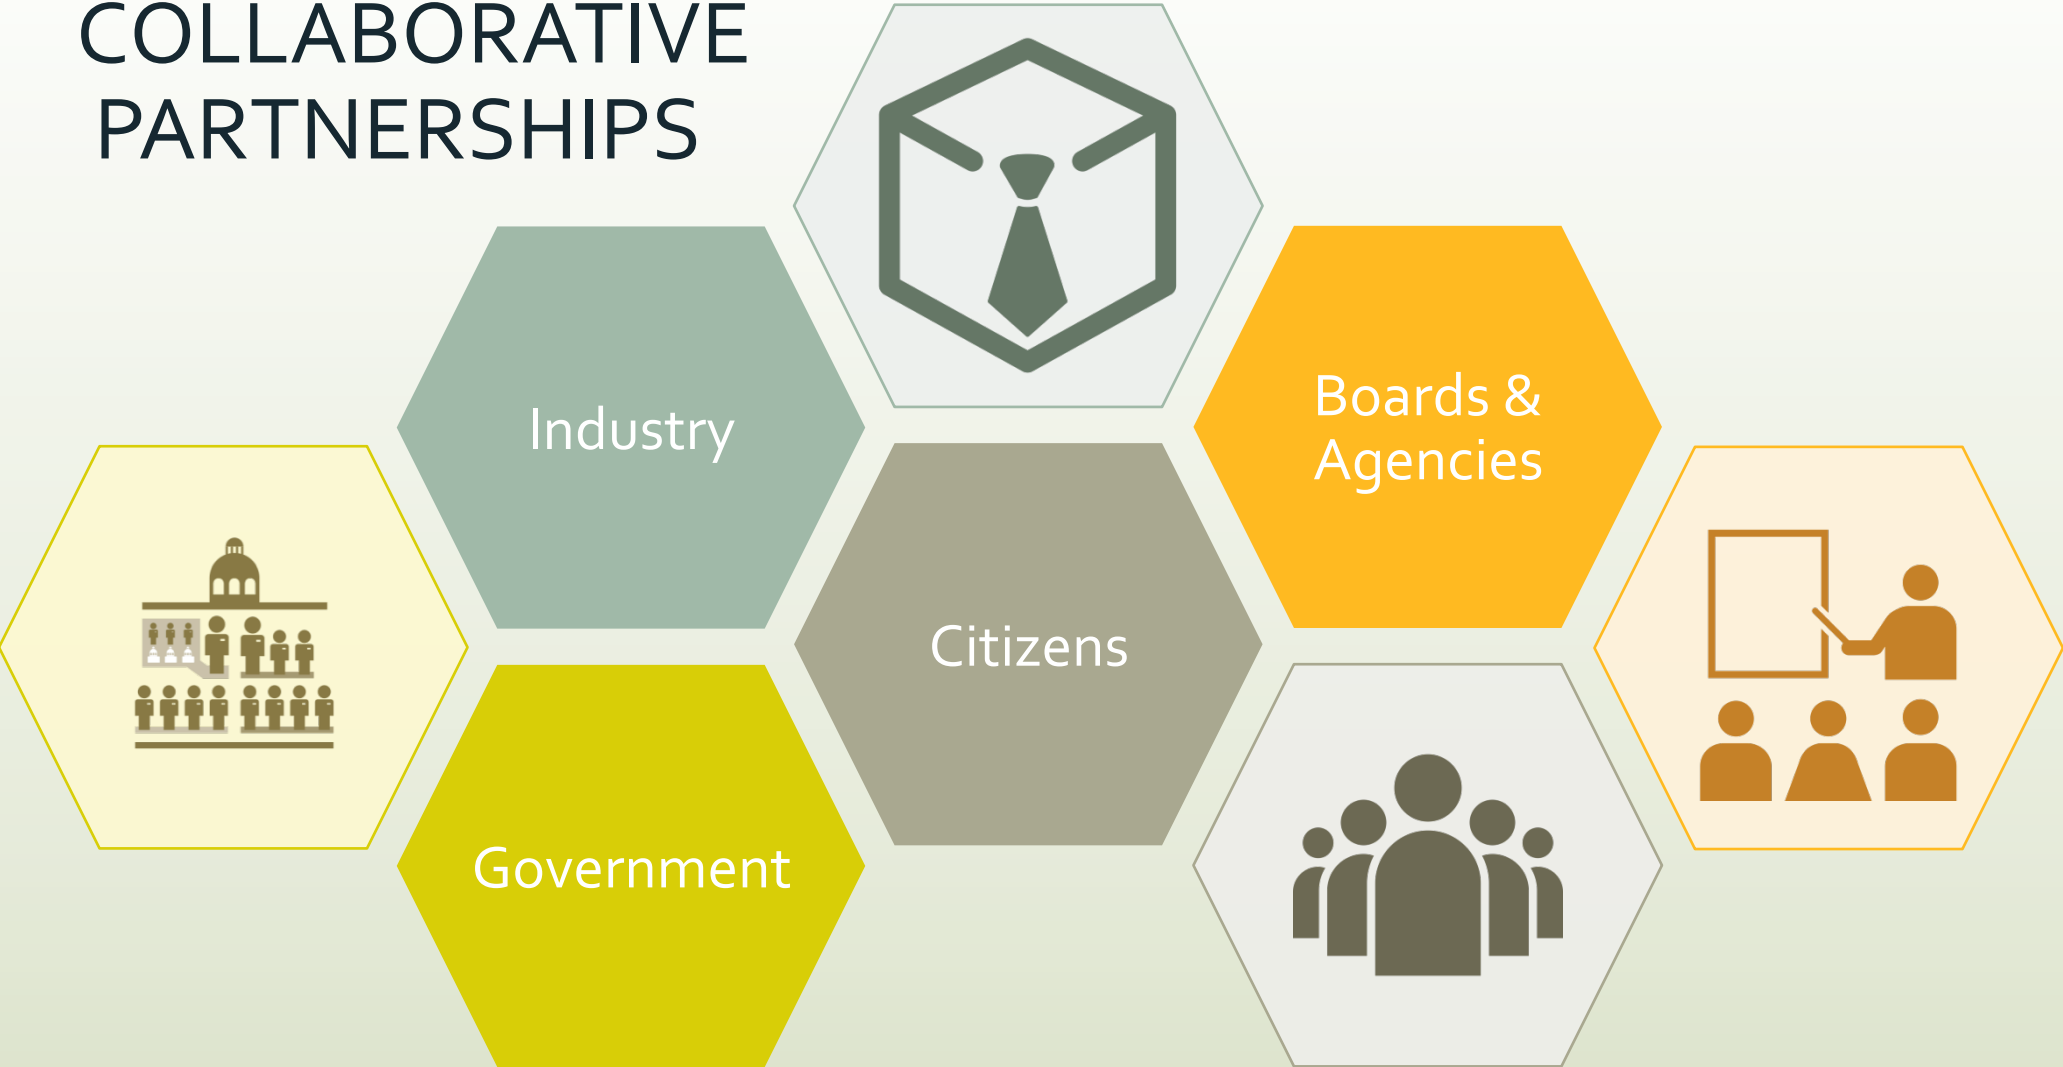 COLLABORATIVE
PARTNERSHIPS
Industry
Boards &
Agencies
Citizens
Government